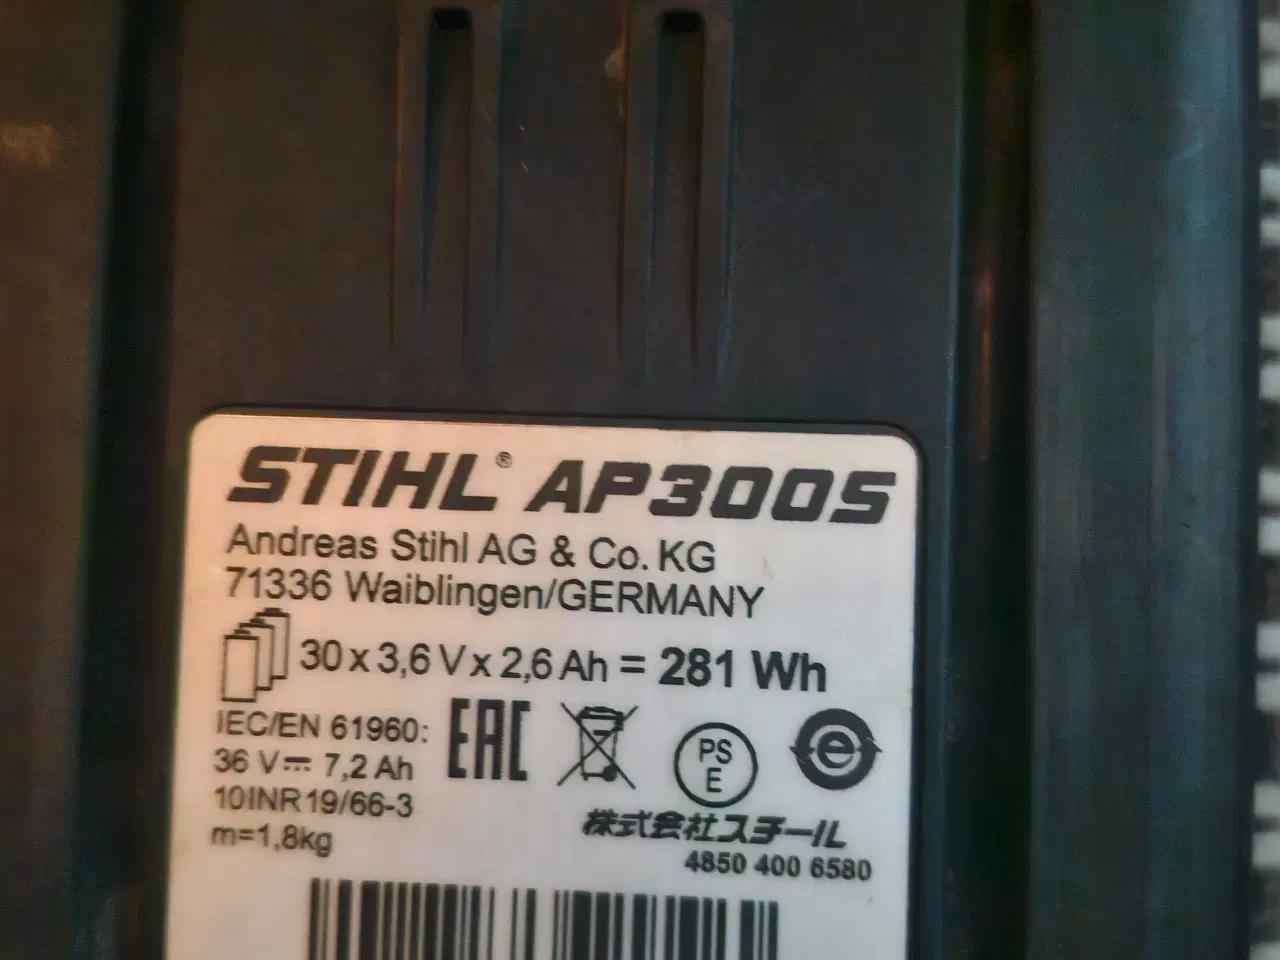 STIHL® AP300S
Andreas Stihl AG & Co. KG
71336 Waiblingen/GERMANY
30 x 3,6 V x 2,6 Ah = 281 Wh
IEC/EN 61960:
36 V⎓ 7,2 Ah
10INR19/66-3
m=1,8kg
EAC
PS
E
e
株式会社スチール
4850 400 6580